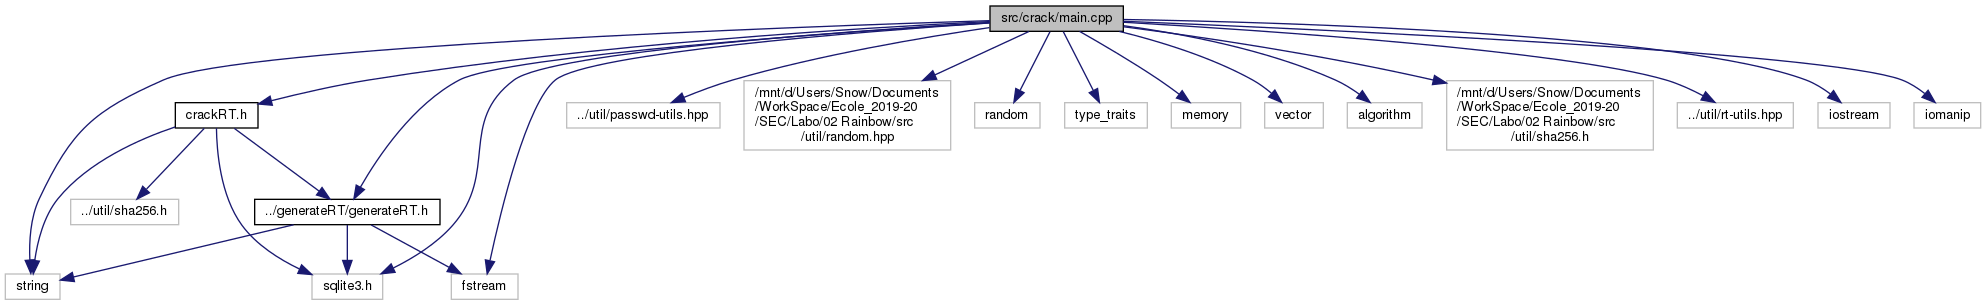 src/crack/main.cpp
crackRT.h
../util/passwd-utils.hpp
/mnt/d/Users/Snow/Documents
/WorkSpace/Ecole_2019-20
/SEC/Labo/02 Rainbow/src
/util/random.hpp
random
type_traits
memory
vector
algorithm
/mnt/d/Users/Snow/Documents
/WorkSpace/Ecole_2019-20
/SEC/Labo/02 Rainbow/src
/util/sha256.h
../util/rt-utils.hpp
iostream
iomanip
../util/sha256.h
../generateRT/generateRT.h
string
sqlite3.h
fstream